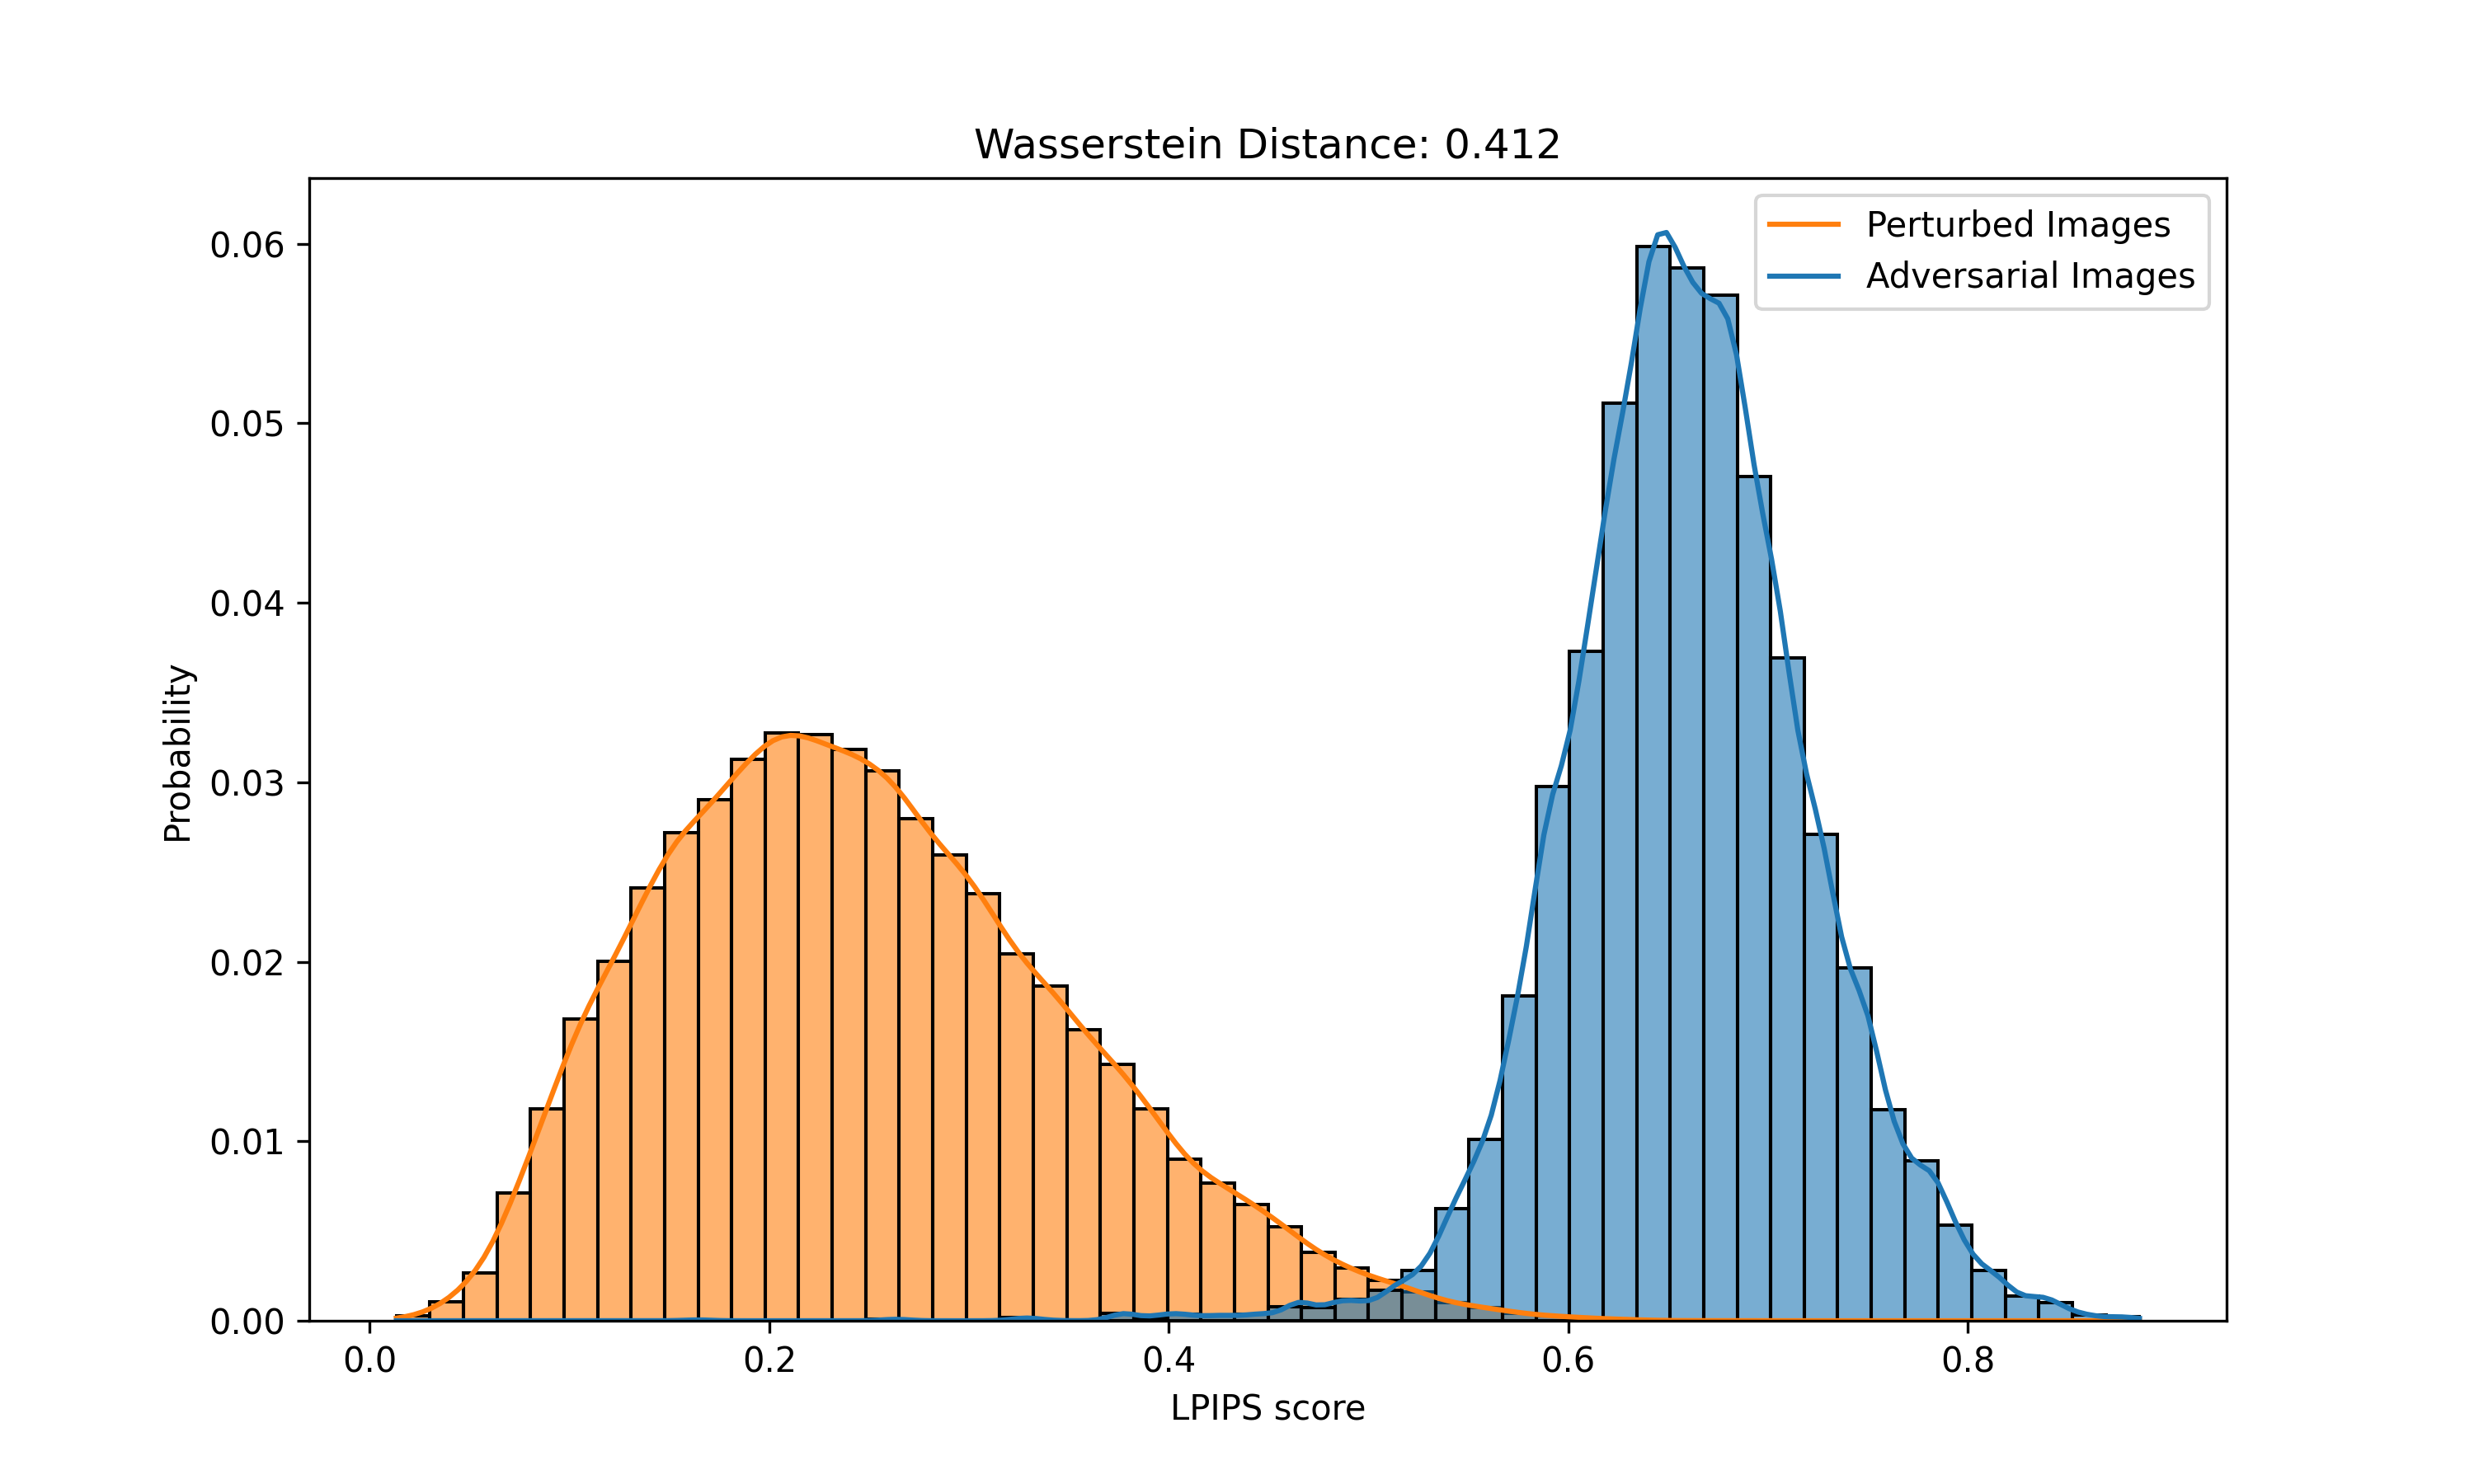 Wasserstein Distance: 0.412
Perturbed Images
Adversarial Images
0.06
0.05
0.04
0.03
0.02
0.01
0.00
Probability
0.0 0.2 0.4 0.6 0.8
LPIPS score